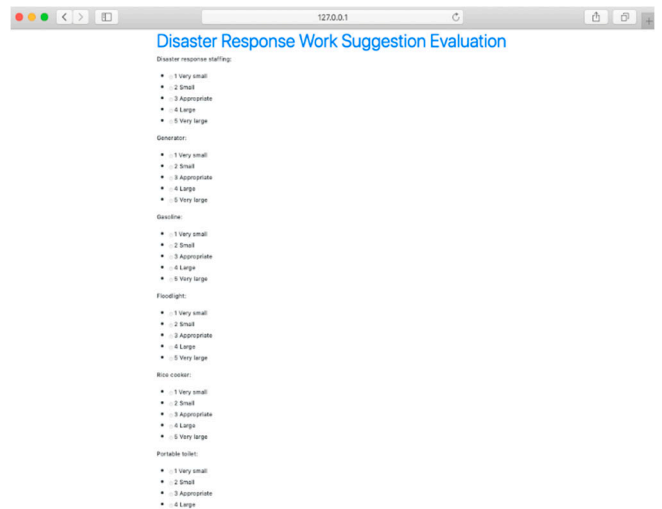 127.0.0.1
Disaster Response Work Suggestion Evaluation
Disaster response staffing:
1 Very small
2 Small
3 Appropriate
4 Large
5 Very large
Generator:
1 Very small
2 Small
3 Appropriate
4 Large
5 Very large
Gasoline:
1 Very small
2 Small
3 Appropriate
4 Large
5 Very large
Floodlight:
1 Very small
2 Small
3 Appropriate
4 Large
5 Very large
Rice cooker:
1 Very small
2 Small
3 Appropriate
4 Large
5 Very large
Portable toilet:
1 Very small
2 Small
3 Appropriate
4 Large